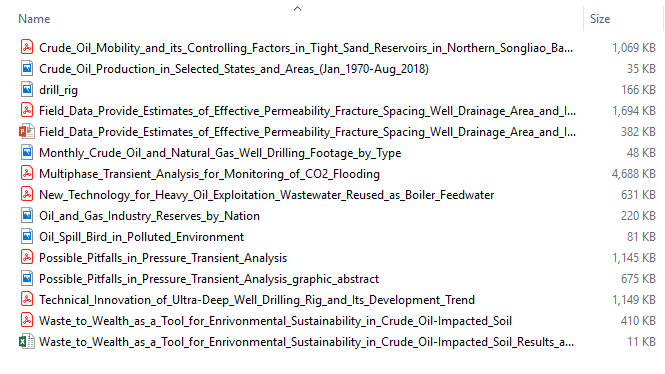 Name Size
Crude_Oil_Mobility_and_its_Controlling_Factors_in_Tight_Sand_Reservoirs_in_Northern_Songliao_Ba... 1,069 KB
Crude_Oil_Production_in_Selected_States_and_Areas_(Jan_1970-Aug_2018) 35 KB
drill_rig 166 KB
Field_Data_Provide_Estimates_of_Effective_Permeability_Fracture_Spacing_Well_Drainage_Area_and_I... 1,694 KB
Field_Data_Provide_Estimates_of_Effective_Permeability_Fracture_Spacing_Well_Drainage_Area_and_I... 382 KB
Monthly_Crude_Oil_and_Natural_Gas_Well_Drilling_Footage_by_Type 48 KB
Multiphase_Transient_Analysis_for_Monitoring_of_CO2_Flooding 4,688 KB
New_Technology_for_Heavy_Oil_Exploitation_Wastewater_Reused_as_Boiler_Feedwater 631 KB
Oil_and_Gas_Industry_Reserves_by_Nation 220 KB
Oil_Spill_Bird_in_Polluted_Environment 81 KB
Possible_Pitfalls_in_Pressure_Transient_Analysis 1,145 KB
Possible_Pitfalls_in_Pressure_Transient_Analysis_graphic_abstract 675 KB
Technical_Innovation_of_Ultra-Deep_Well_Drilling_Rig_and_Its_Development_Trend 1,149 KB
Waste_to_Wealth_as_a_Tool_for_Enrivonmental_Sustainability_in_Crude_Oil-Impacted_Soil 410 KB
Waste_to_Wealth_as_a_Tool_for_Enrivonmental_Sustainability_in_Crude_Oil-Impacted_Soil_Results_a... 11 KB